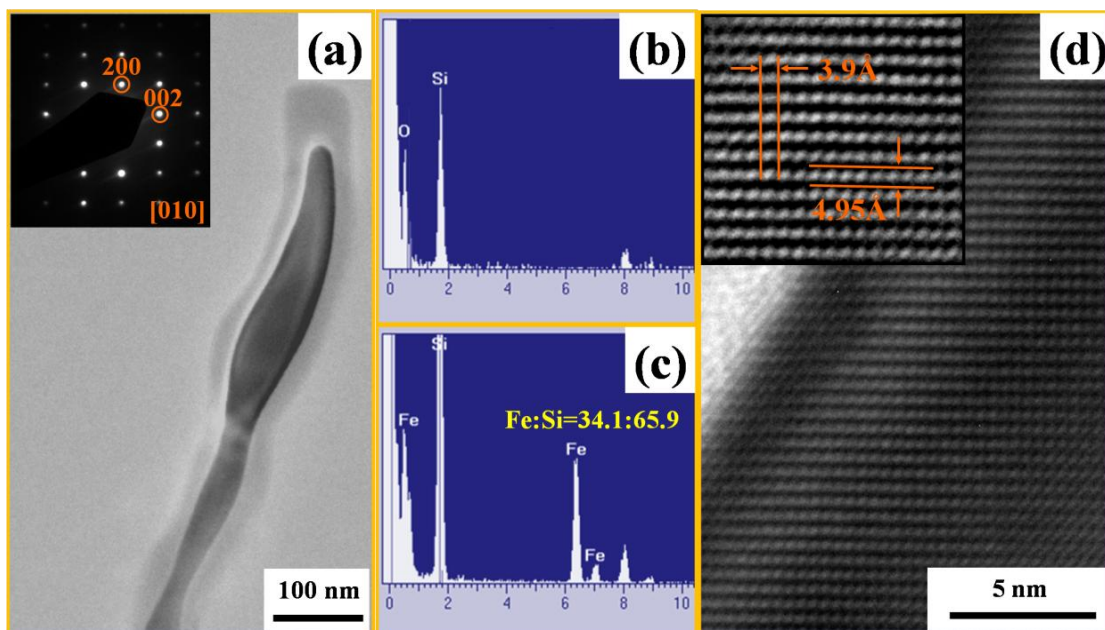 (a)
200
002
[010]
100 nm
(b)
Si
O
0 2 4 6 8 10
(c)
Si
Fe
Fe:Si=34.1:65.9
Fe
Fe
0 2 4 6 8 10
(d)
3.9Å
4.95Å
5 nm